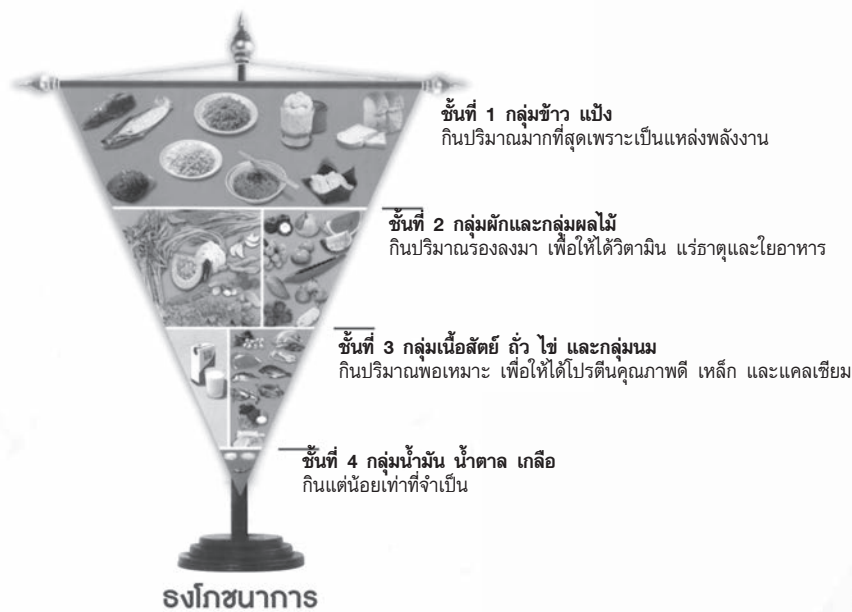 ชั้นที่ 1 กลุ่มข้าว แป้ง
กินปริมาณมากที่สุดเพราะเป็นแหล่งพลังงาน
ชั้นที่ 2 กลุ่มผักและกลุ่มผลไม้
กินปริมาณรองลงมา เพื่อให้ได้วิตามิน แร่ธาตุและใยอาหาร
ชั้นที่ 3 กลุ่มเนื้อสัตย์ ถั่ว ไข่ และกลุ่มนม
กินปริมาณพอเหมาะ เพื่อให้ได้โปรตีนคุณภาพดี เหล็ก และแคลเซียม
ชั้นที่ 4 กลุ่มน้ำมัน น้ำตาล เกลือ
กินแต่น้อยเท่าที่จำเป็น
ธงโภชนาการ